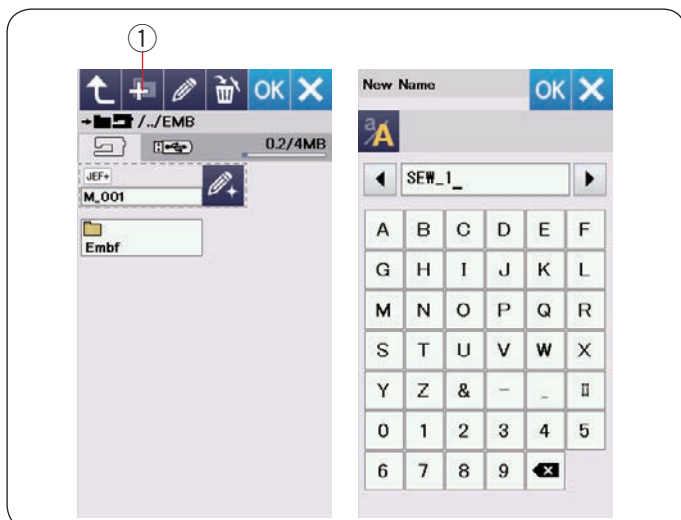 ①
OK
/../EMB
0.2/4MB
JEF+
M_001
Embf
New Name
OK
a A
SEW_1_
A B C D E F
G H I J K L
M N O P Q R
S T U V W X
Y Z & - _
0 1 2 3 4 5
6 7 8 9